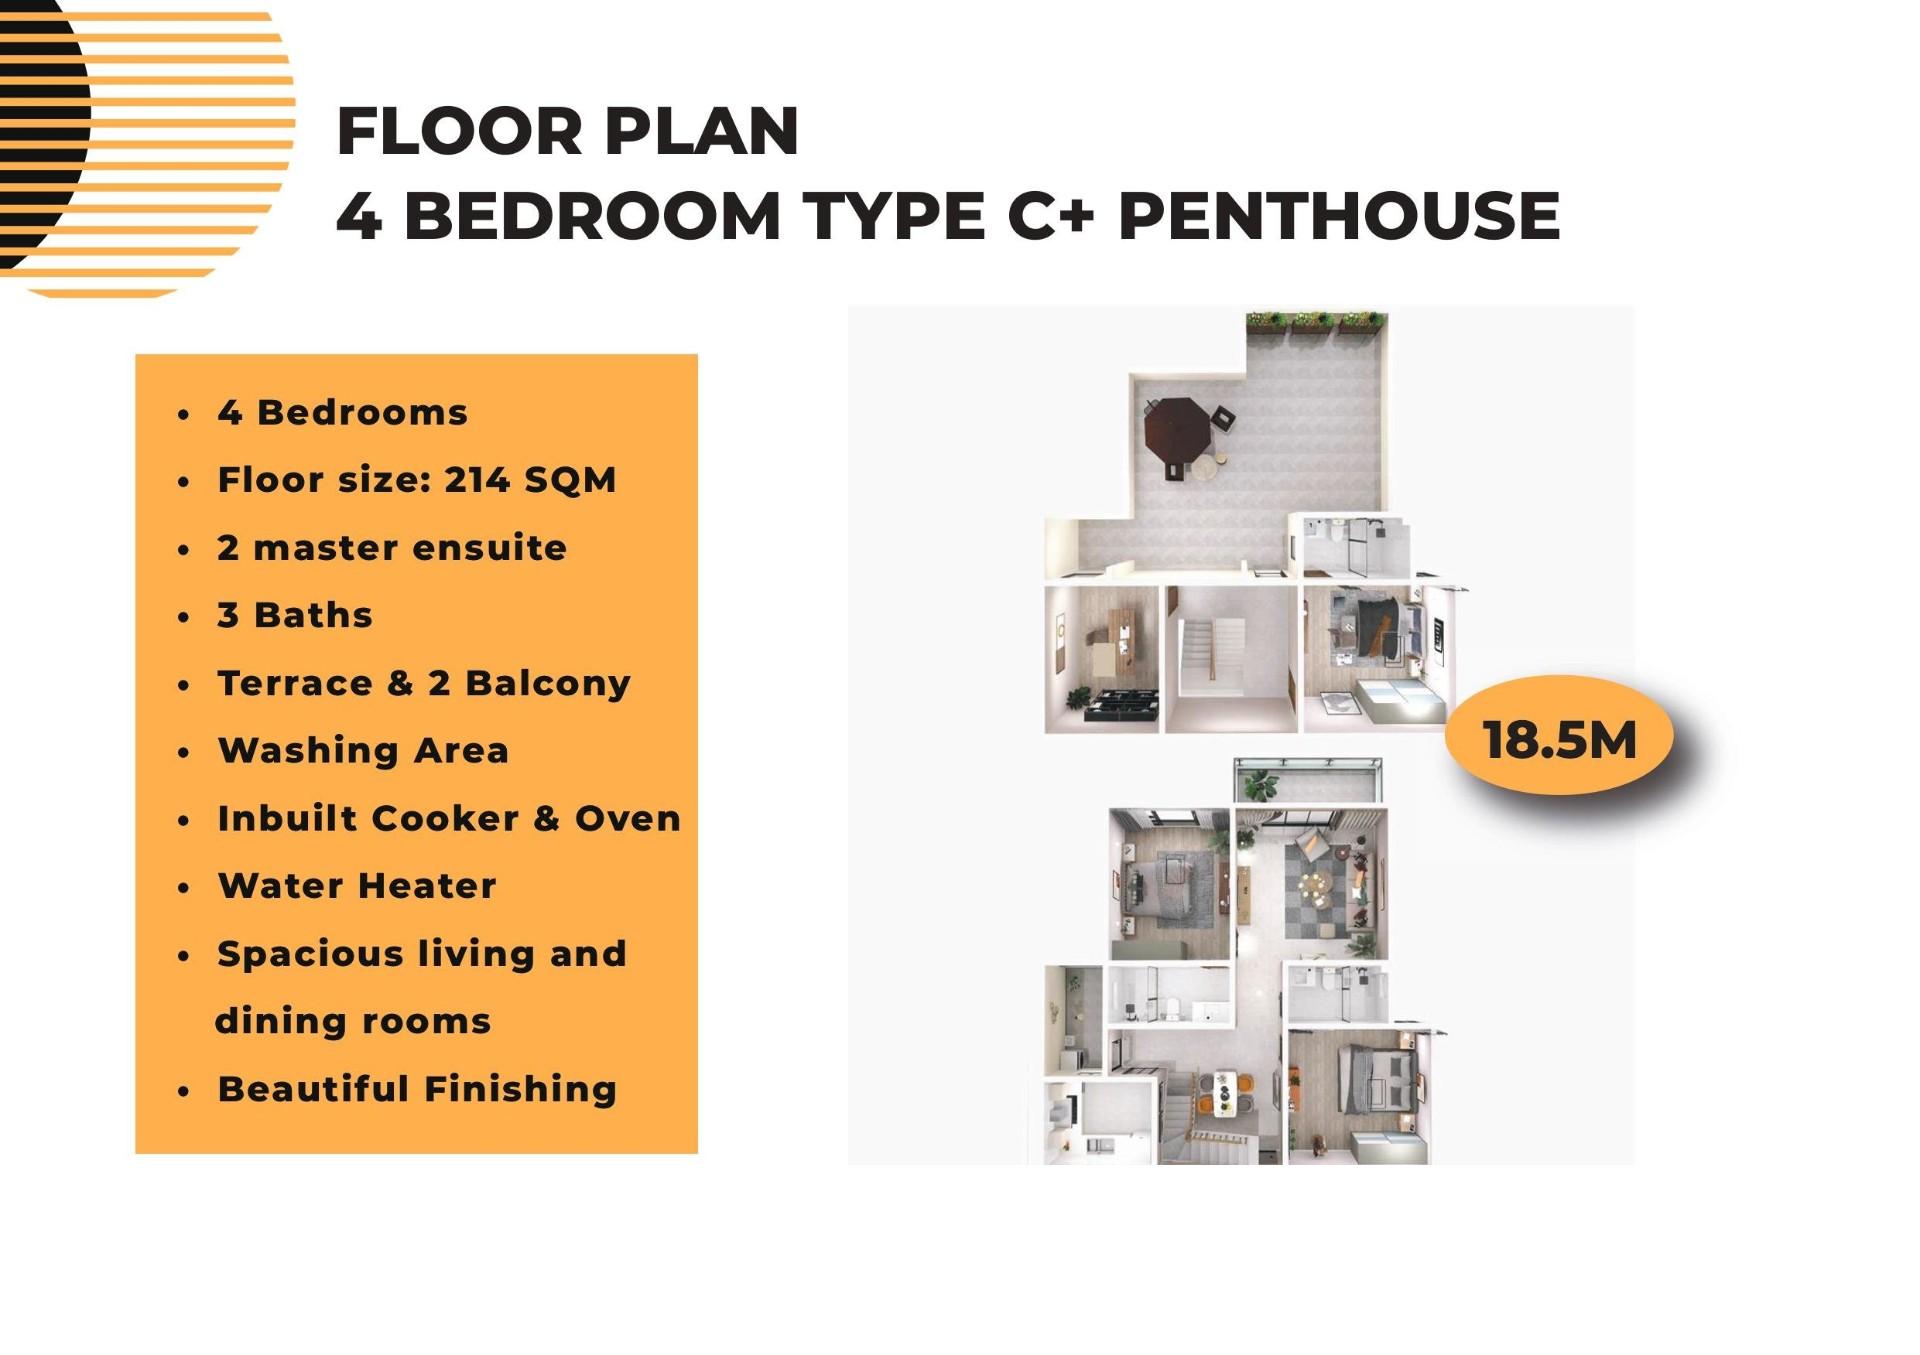 FLOOR PLAN
4 BEDROOM TYPE C+ PENTHOUSE
• 4 Bedrooms
• Floor size: 214 SQM
• 2 master ensuite
• 3 Baths
• Terrace & 2 Balcony
• Washing Area
• Inbuilt Cooker & Oven
• Water Heater
• Spacious living and
dining rooms
• Beautiful Finishing
18.5M